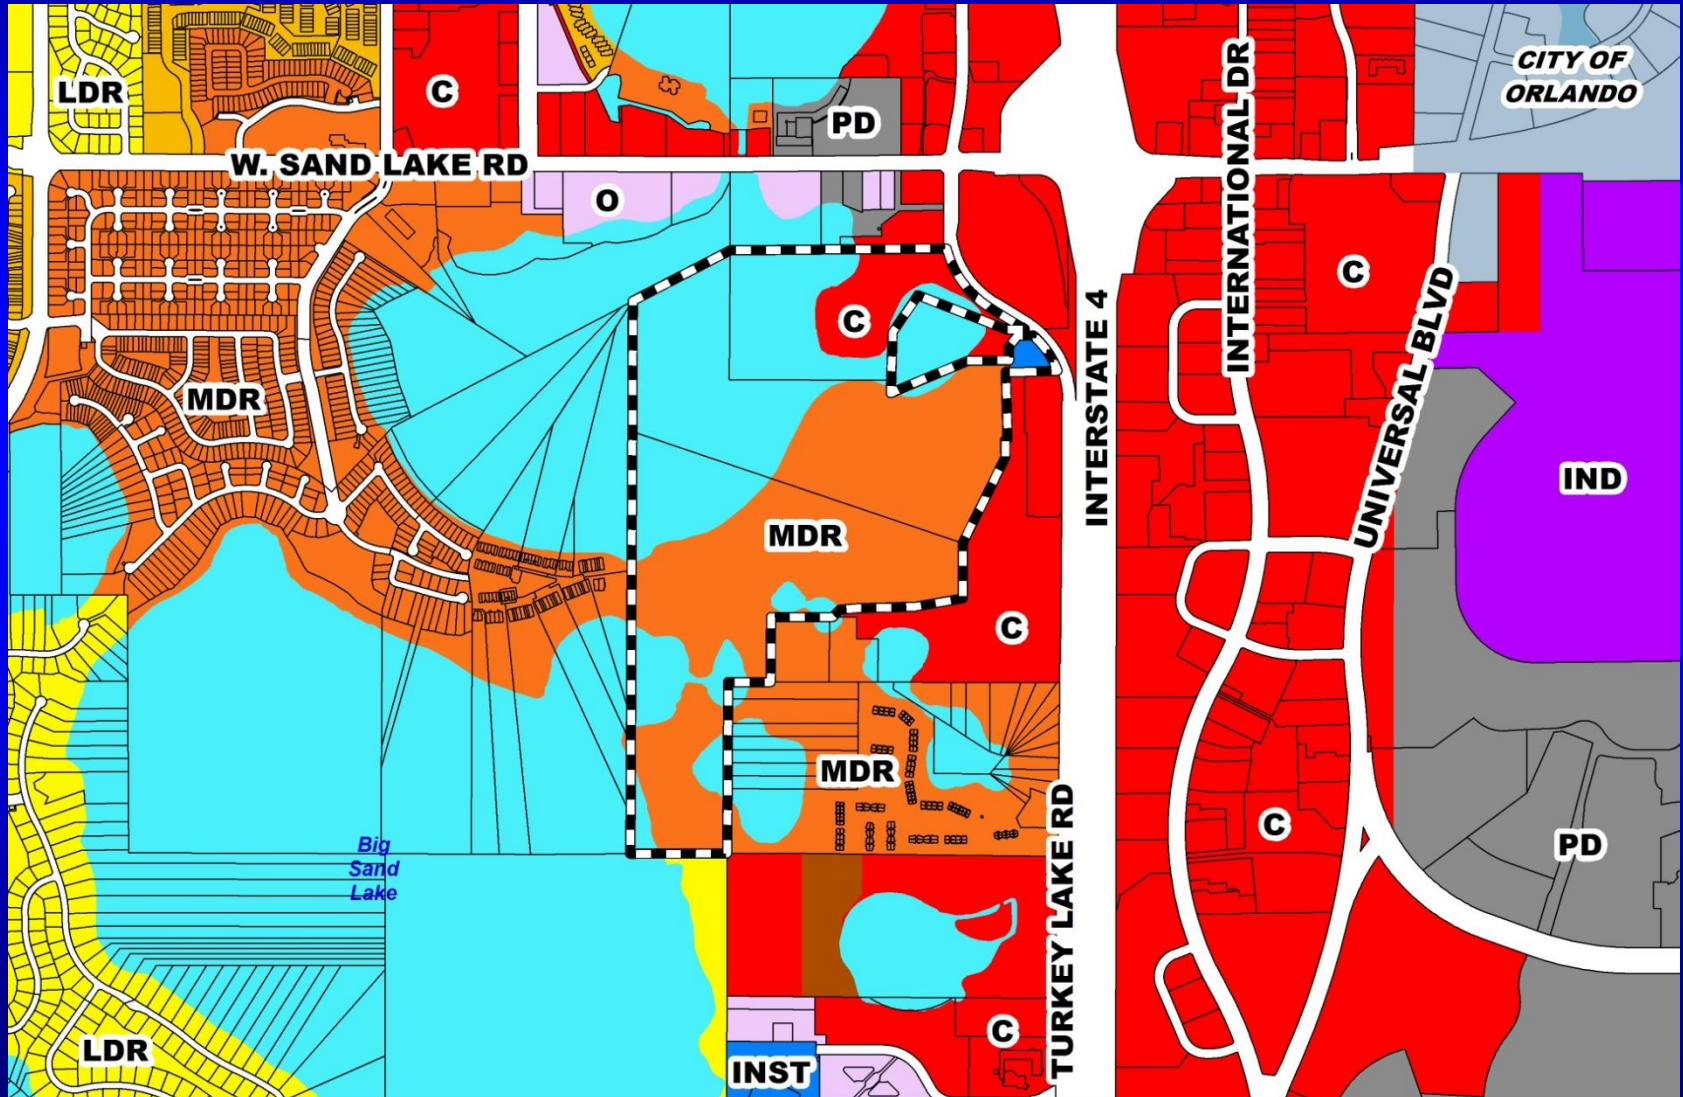 LDR
C
PD
CITY OF
ORLANDO
W. SAND LAKE RD
O
INTERNATIONAL DR
C
C
INTERSTATE 4
UNIVERSAL BLVD
MDR
IND
MDR
C
MDR
C
PD
Big
Sand
Lake
TURKEY LAKE RD
C
LDR
INST